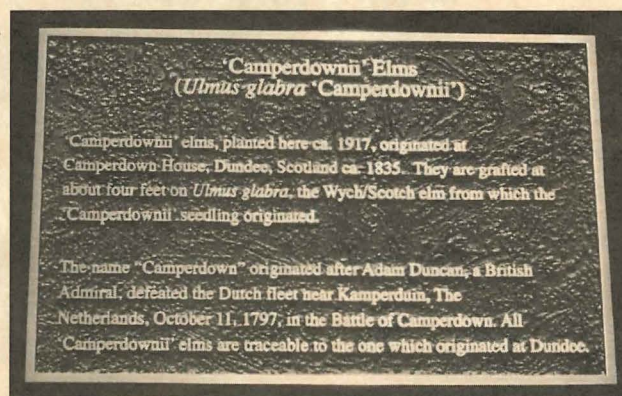 'Camperdownii' Elms
(Ulmus glabra 'Camperdownii')
'Camperdownii' elms, planted here ca. 1917, originated at
Camperdown House, Dundee, Scotland ca. 1835. They are grafted at
about four feet on Ulmus glabra, the Wych/Scotch elm from which the
'Camperdownii' seedling originated.
The name "Camperdown" originated after Adam Duncan, a British
Admiral, defeated the Dutch fleet near Kamperduin, The
Netherlands, October 11, 1797, in the Battle of Camperdown. All
'Camperdownii' elms are traceable to the one which originated at Dundee.